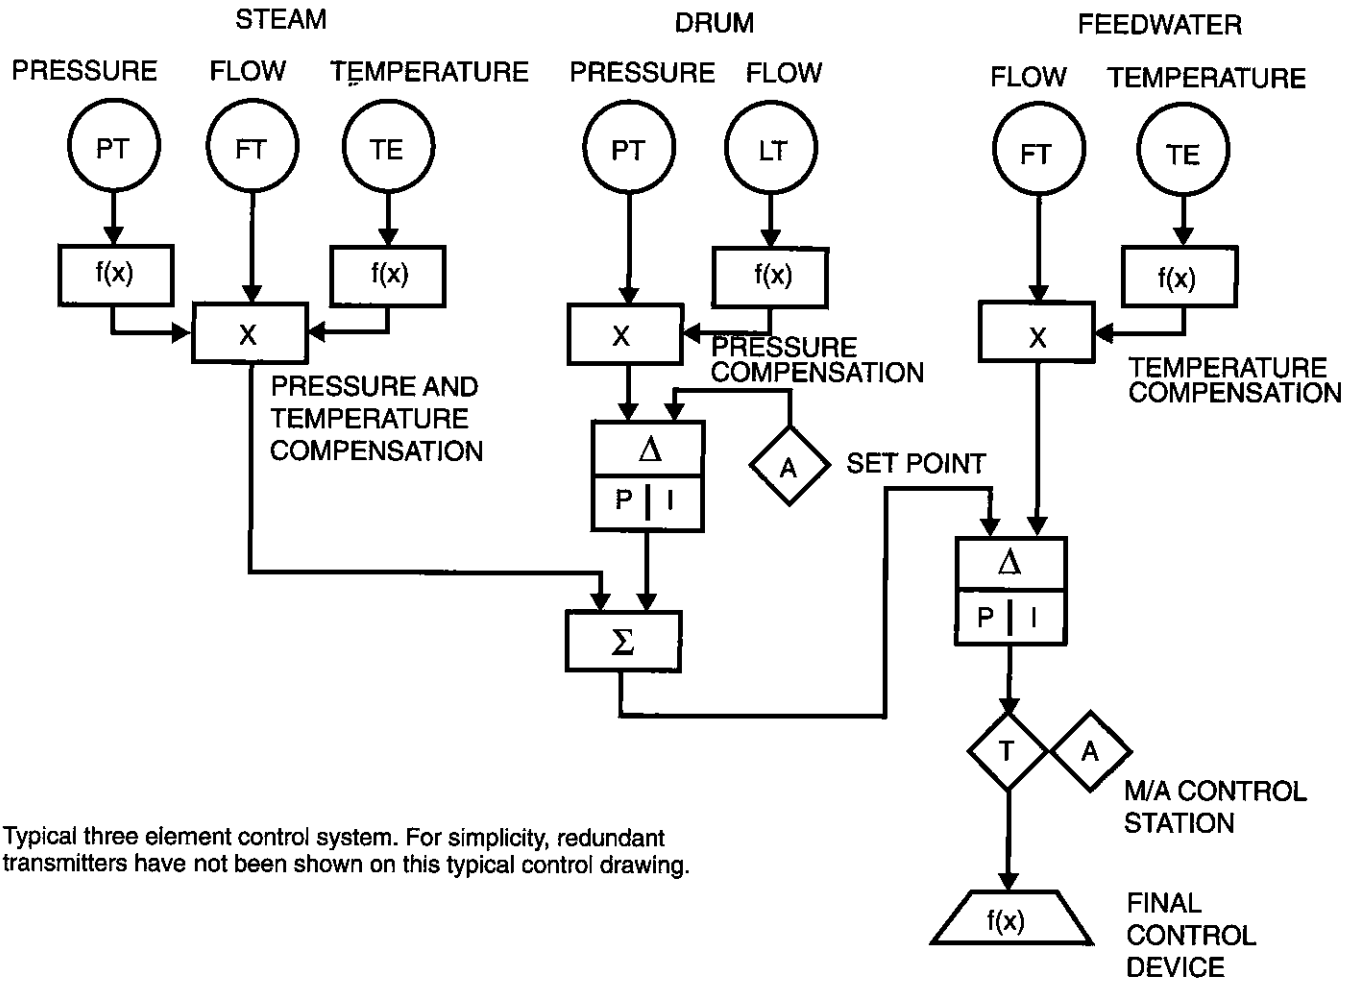 STEAM
DRUM
FEEDWATER
PRESSURE FLOW TEMPERATURE
PRESSURE FLOW
FLOW TEMPERATURE
PT FT TE
PT LT
FT TE
f(x) f(x)
f(x)
f(x)
X
X
X
PRESSURE AND
TEMPERATURE
COMPENSATION
PRESSURE
COMPENSATION
TEMPERATURE
COMPENSATION
Δ
P | I
A
SET POINT
Δ
P | I
Σ
T
A
M/A CONTROL
STATION
f(x)
FINAL
CONTROL
DEVICE
Typical three element control system. For simplicity, redundant
transmitters have not been shown on this typical control drawing.